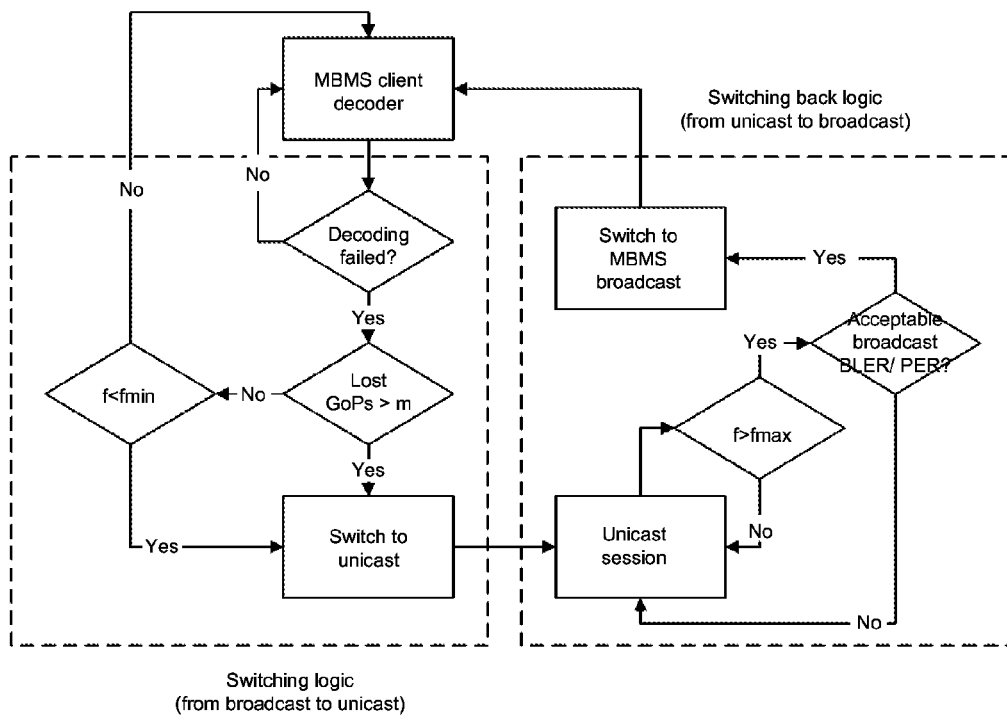 MBMS client
decoder
Switching back logic
(from unicast to broadcast)
No
No
Decoding
failed?
Switch to
MBMS
broadcast
Yes
Yes
Acceptable
broadcast
BLER/ PER?
Yes
f<fmin
No
Lost
GoPs > m
f>fmax
Yes
Yes
Switch to
unicast
Unicast
session
No
No
Switching logic
(from broadcast to unicast)